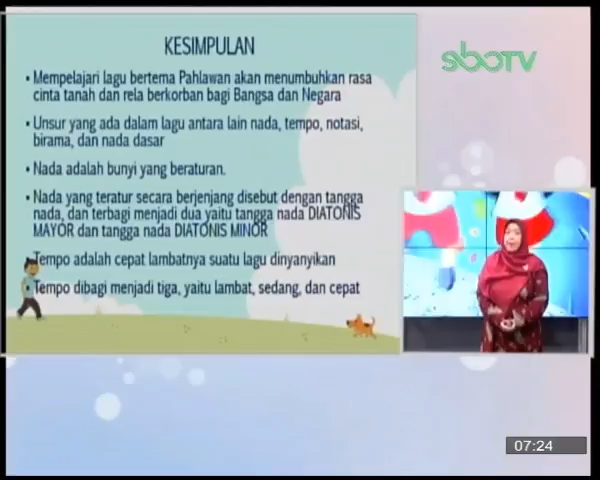 KESIMPULAN
sboTV
• Mempelajari lagu bertema Pahlawan akan menumbuhkan rasa
cinta tanah dan rela berkorban bagi Bangsa dan Negara
• Unsur yang ada dalam lagu antara lain nada, tempo, notasi,
birama, dan nada dasar
• Nada adalah bunyi yang beraturan.
• Nada yang teratur secara berjenjang disebut dengan tangga
nada, dan terbagi menjadi dua yaitu tangga nada DIATONIS
MAYOR dan tangga nada DIATONIS MINOR
• Tempo adalah cepat lambatnya suatu lagu dinyanyikan
• Tempo dibagi menjadi tiga, yaitu lambat, sedang, dan cepat
07:24